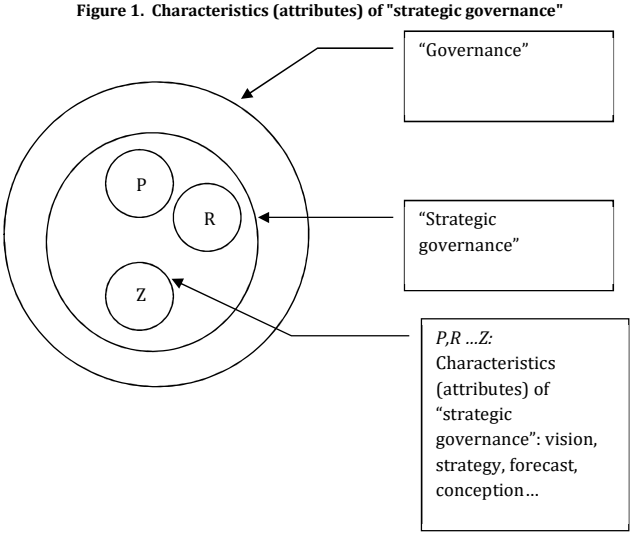 Figure 1. Characteristics (attributes) of "strategic governance"
“Governance”
P
R
“Strategic
governance”
Z
P,R ...Z:
Characteristics
(attributes) of
“strategic
governance”: vision,
strategy, forecast,
conception...